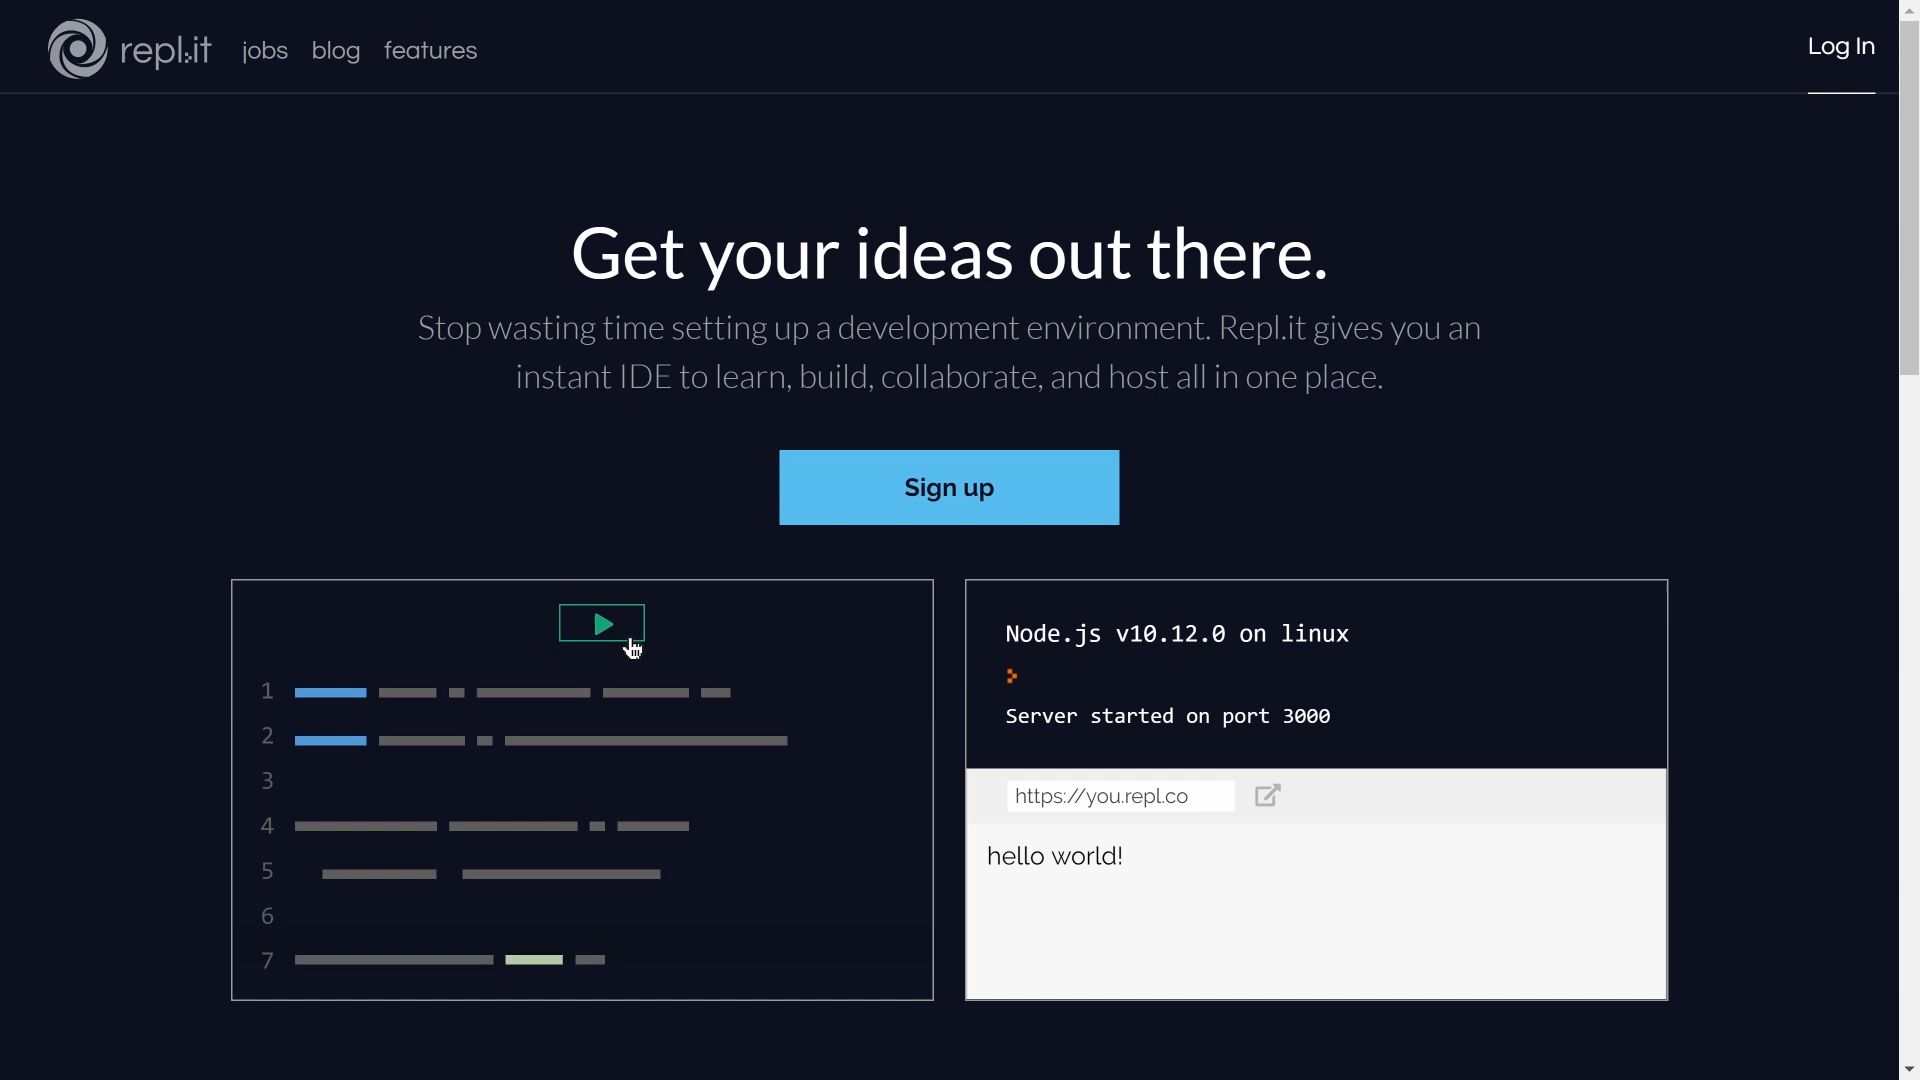 repl.it jobs blog features Log In
Get your ideas out there.
Stop wasting time setting up a development environment. Repl.it gives you an
instant IDE to learn, build, collaborate, and host all in one place.
Sign up
1
2
3
4
5
6
7
Node.js v10.12.0 on linux
>
Server started on port 3000
https://you.repl.co
hello world!